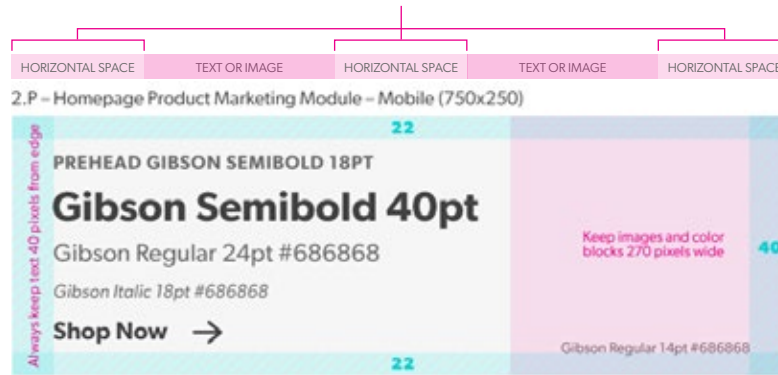 HORIZONTAL SPACE TEXT OR IMAGE HORIZONTAL SPACE TEXT OR IMAGE HORIZONTAL SPACE
2.P – Homepage Product Marketing Module – Mobile (750x250)
22
Always keep text 40 pixels from edge
PREHEAD GIBSON SEMIBOLD 18PT
Gibson Semibold 40pt
Gibson Regular 24pt #686868
Gibson Italic 18pt #686868
Shop Now
Keep images and color
blocks 270 pixels wide
40
Gibson Regular 14pt #686868
22